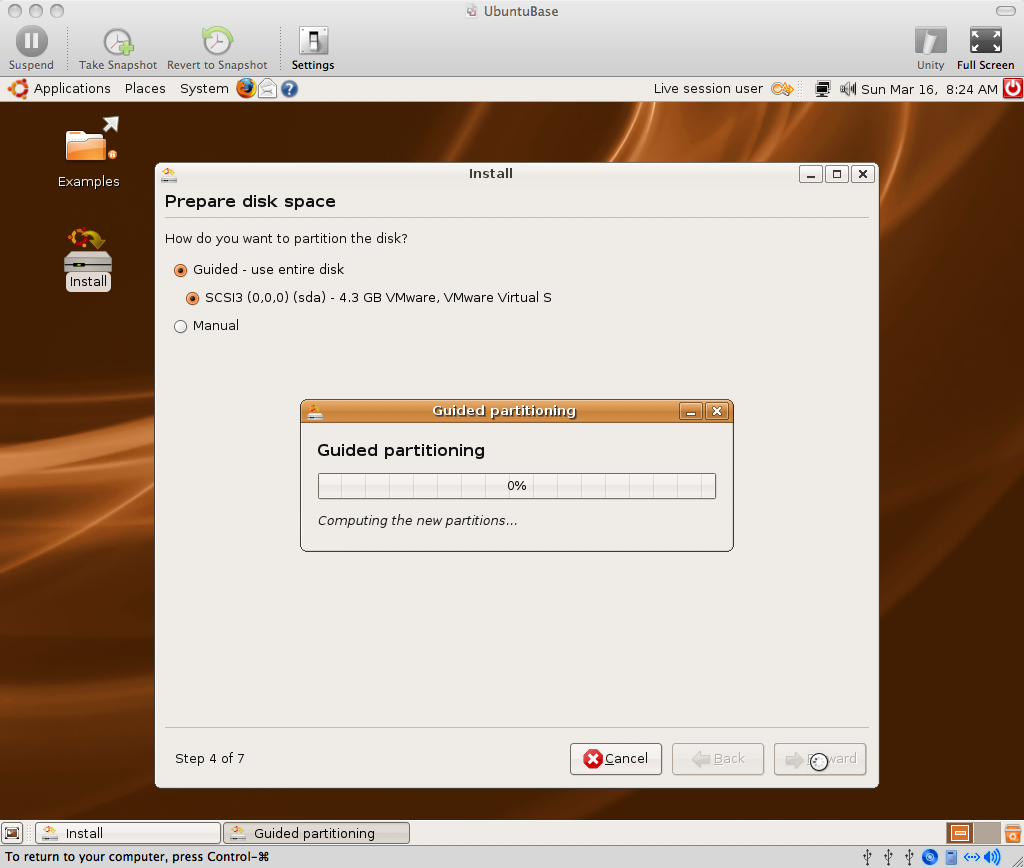 UbuntuBase
Suspend Take Snapshot Revert to Snapshot Settings Unity Full Screen
Applications Places System Live session user Sun Mar 16, 8:24 AM
Examples
Install
Install
Prepare disk space
How do you want to partition the disk?
Guided - use entire disk
SCSI3 (0,0,0) (sda) - 4.3 GB VMware, VMware Virtual S
Manual
Guided partitioning
Guided partitioning
0%
Computing the new partitions...
Step 4 of 7 Cancel Back Forward
Install Guided partitioning
To return to your computer, press Control-⌘